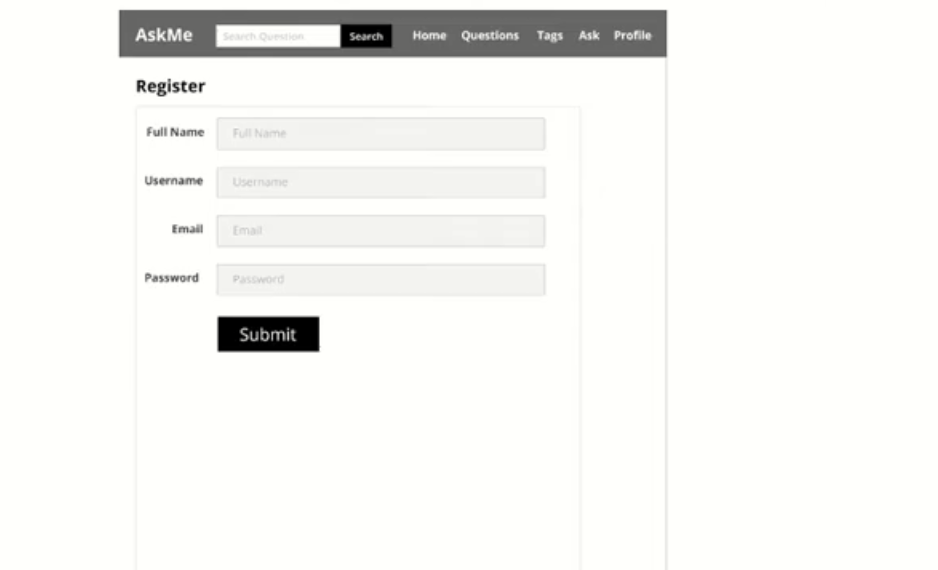 AskMe Search Question Search Home Questions Tags Ask Profile
Register
Full Name Full Name
Username Username
Email Email
Password Password
Submit